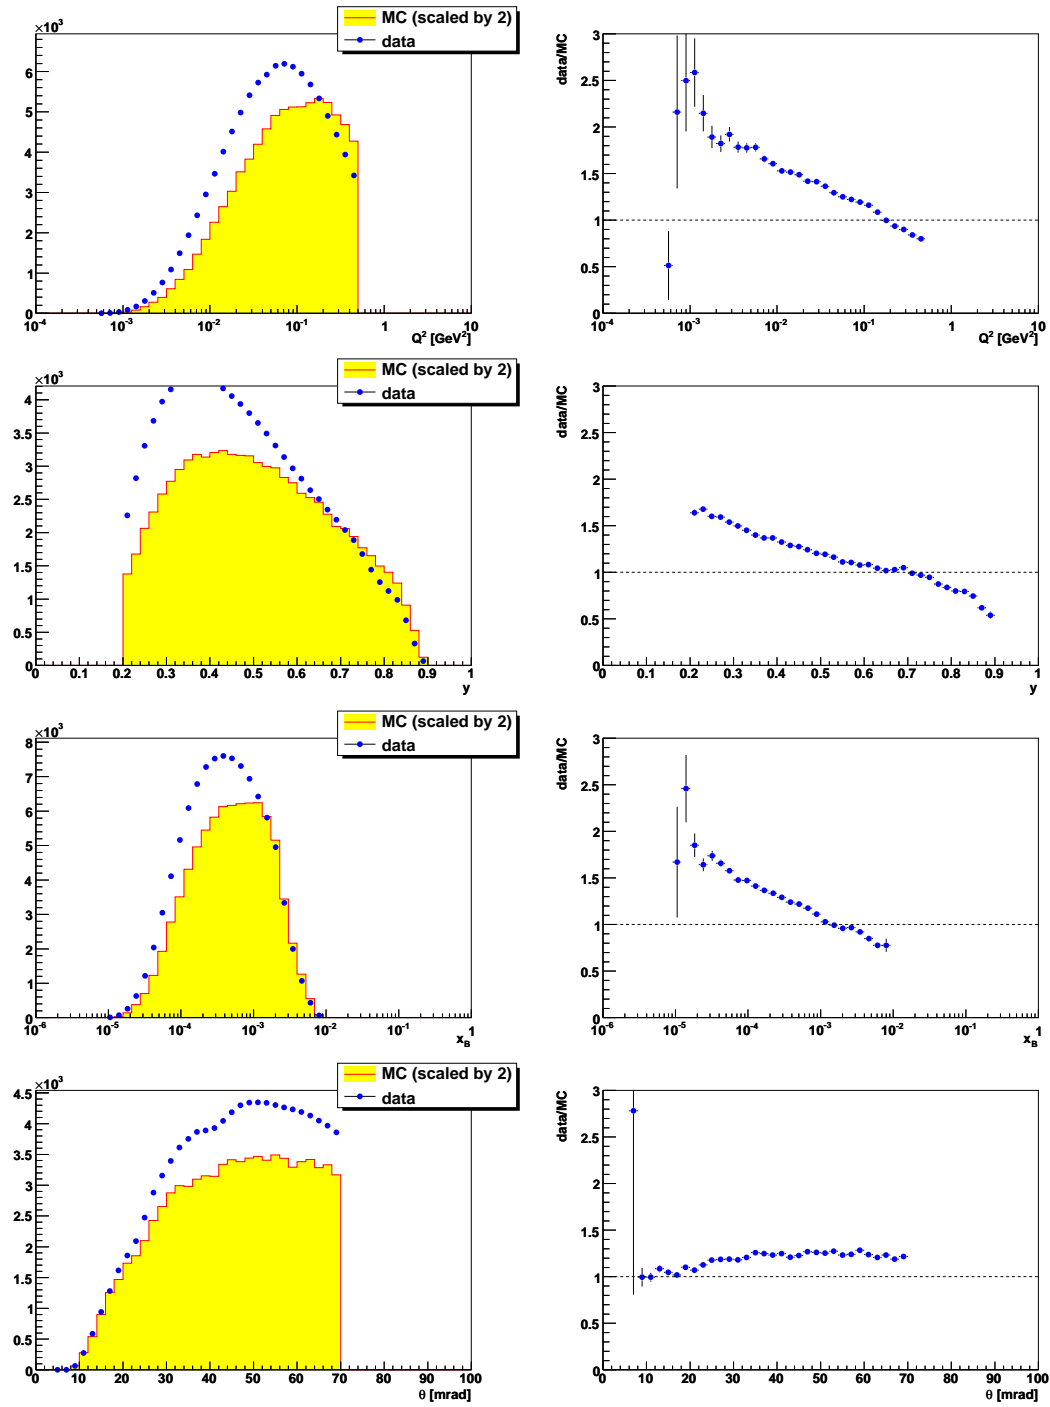 ×10³
MC (scaled by 2)
data
6
5
4
3
2
1
0
10⁻⁴ 10⁻³ 10⁻² 10⁻¹ 1 10
Q² [GeV²]
data/MC
3
2.5
2
1.5
1
0.5
0
10⁻⁴ 10⁻³ 10⁻² 10⁻¹ 1 10
Q² [GeV²]
×10³
MC (scaled by 2)
data
4
3.5
3
2.5
2
1.5
1
0.5
0
0 0.1 0.2 0.3 0.4 0.5 0.6 0.7 0.8 0.9 1
y
data/MC
3
2.5
2
1.5
1
0.5
0
0 0.1 0.2 0.3 0.4 0.5 0.6 0.7 0.8 0.9 1
y
×10³
MC (scaled by 2)
data
8
7
6
5
4
3
2
1
0
10⁻⁶ 10⁻⁵ 10⁻⁴ 10⁻³ 10⁻² 10⁻¹ 1
x_B
data/MC
3
2.5
2
1.5
1
0.5
0
10⁻⁶ 10⁻⁵ 10⁻⁴ 10⁻³ 10⁻² 10⁻¹ 1
x_B
×10³
MC (scaled by 2)
data
4.5
4
3.5
3
2.5
2
1.5
1
0.5
0
0 10 20 30 40 50 60 70 80 90 100
θ [mrad]
data/MC
3
2.5
2
1.5
1
0.5
0
0 10 20 30 40 50 60 70 80 90 100
θ [mrad]